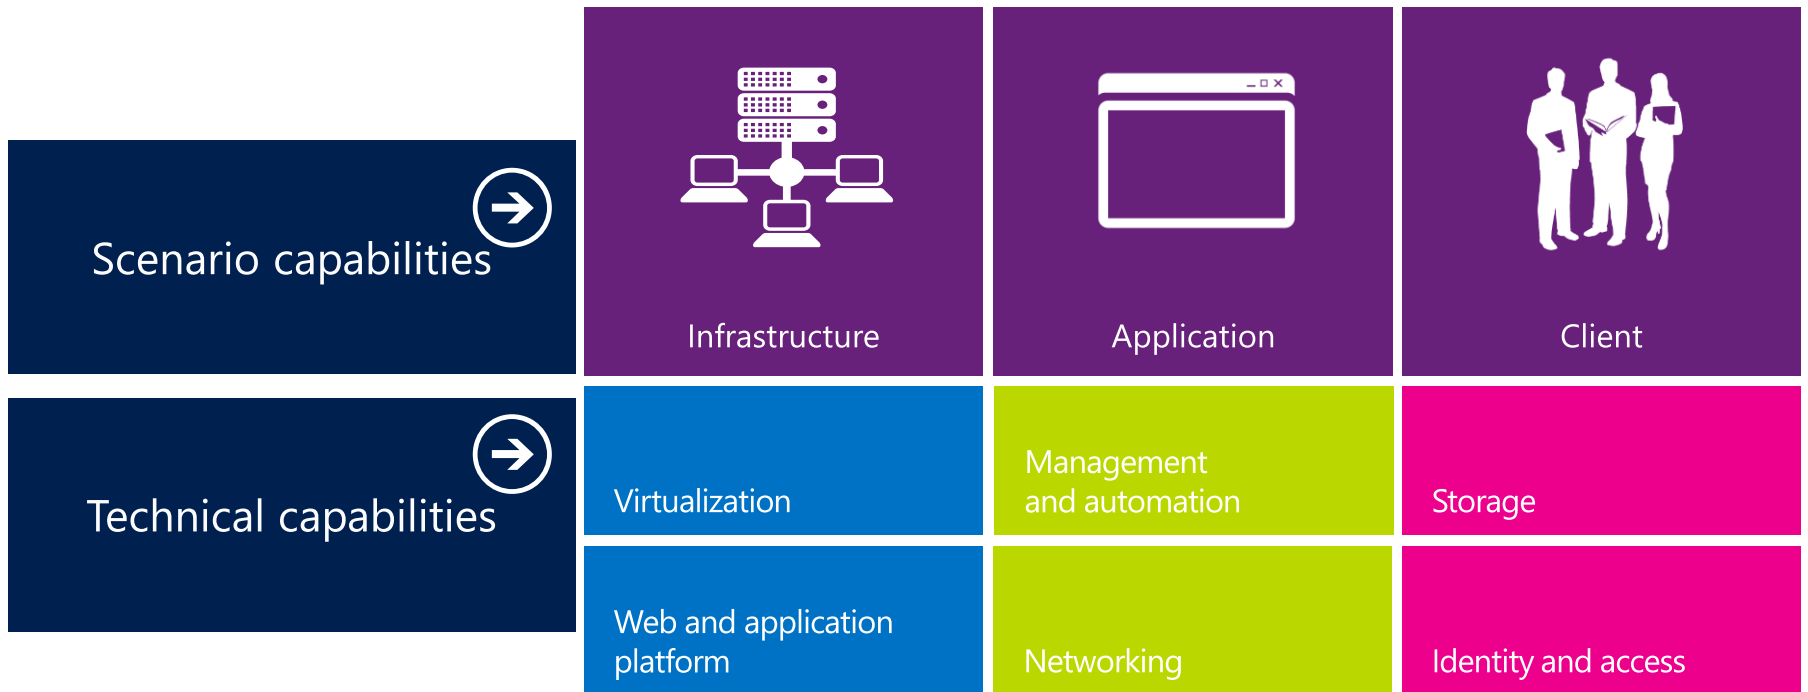 Scenario capabilities
Infrastructure
Application
Client
Technical capabilities
Virtualization
Management
and automation
Storage
Web and application
platform
Networking
Identity and access